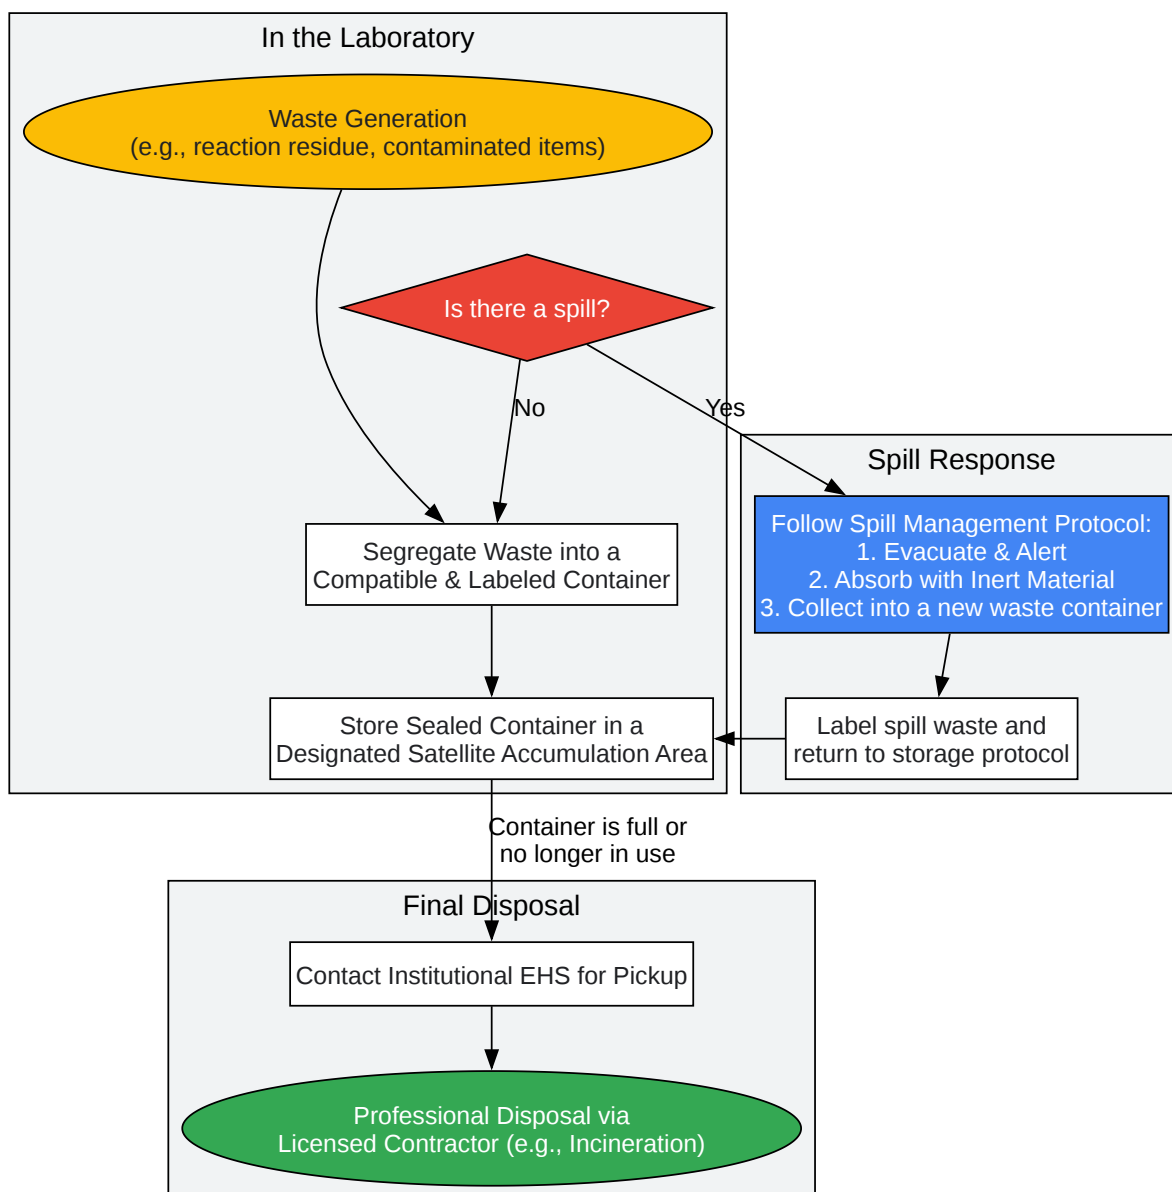 In the Laboratory
Waste Generation
(e.g., reaction residue, contaminated items)
Is there a spill?
No
Yes
Spill Response
Follow Spill Management Protocol:
1. Evacuate & Alert
2. Absorb with Inert Material
3. Collect into a new waste container
Segregate Waste into a
Compatible & Labeled Container
Label spill waste and
return to storage protocol
Store Sealed Container in a
Designated Satellite Accumulation Area
Container is full or
no longer in use
Final Disposal
Contact Institutional EHS for Pickup
Professional Disposal via
Licensed Contractor (e.g., Incineration)